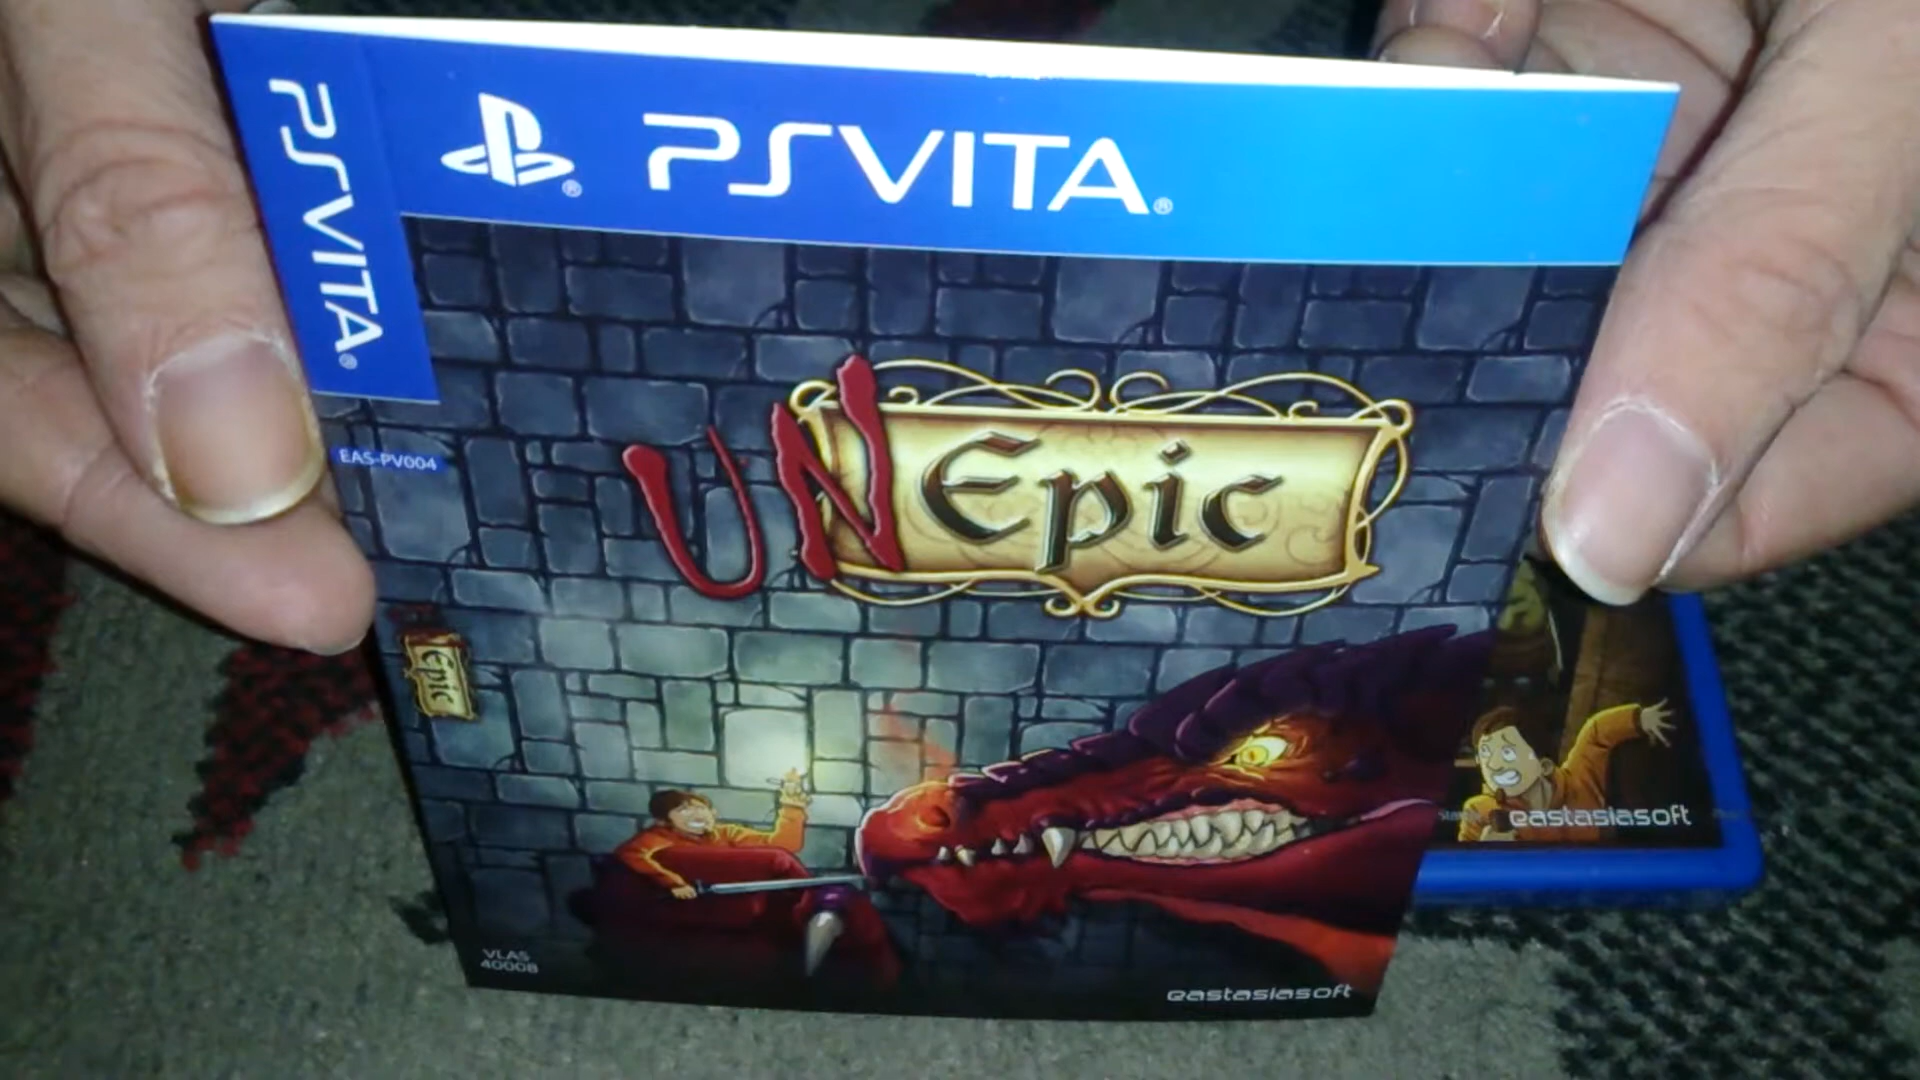 PSVITA®
PSVITA®
EAS-PV004
UNEpic
Epic
VLAS
40008
eastasiasoft
eastasiasoft